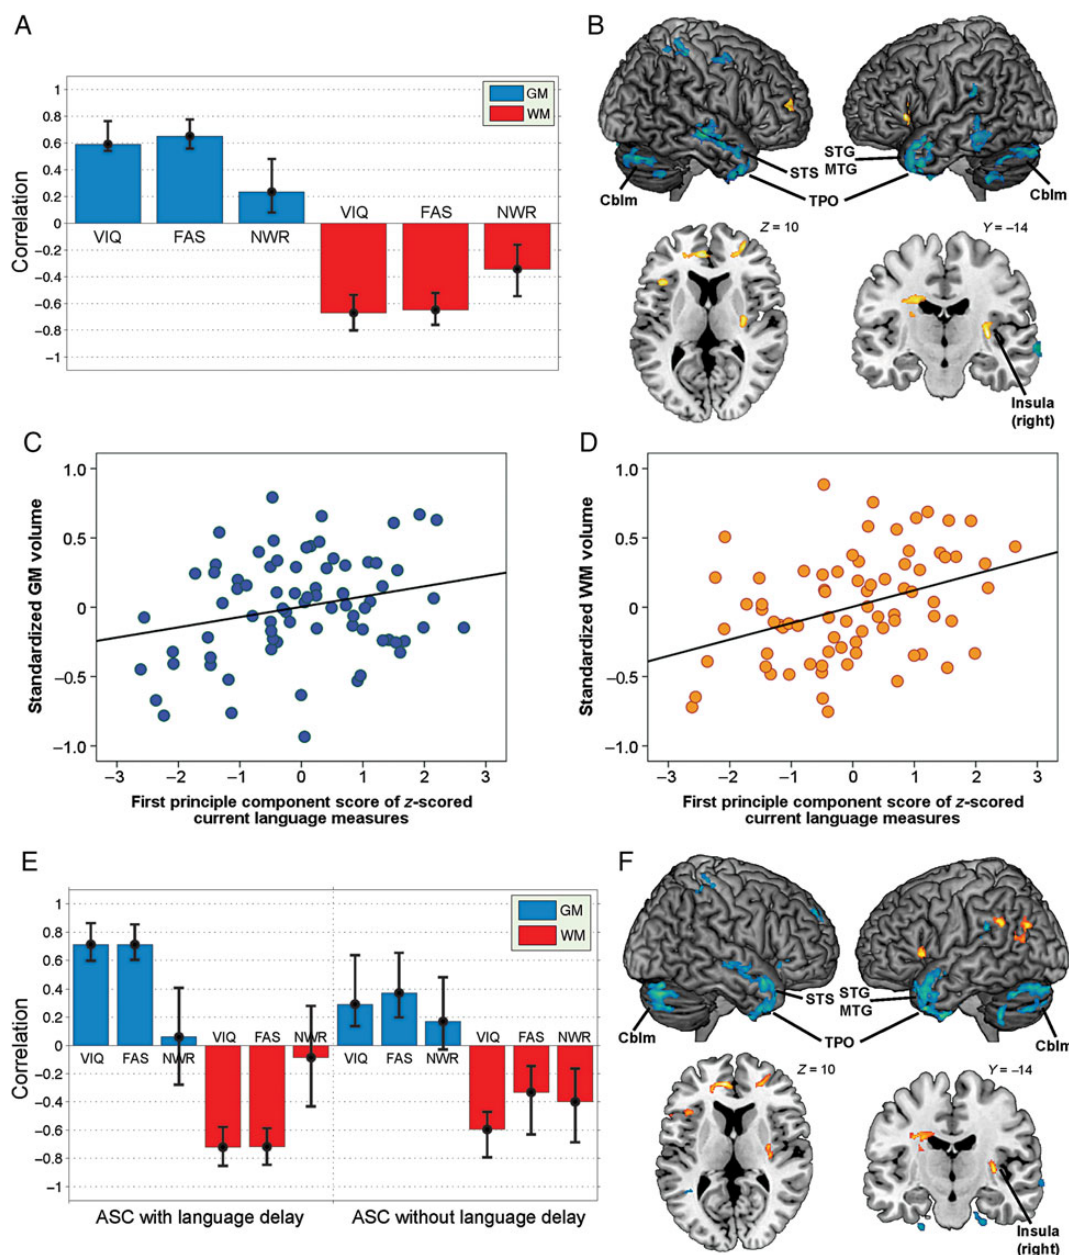 A
B
GM
WM
1
0.8
0.6
0.4
0.2
0
−0.2
−0.4
−0.6
−0.8
−1
Correlation
VIQ
FAS
NWR
VIQ
FAS
NWR
STS
STG
MTG
TPO
Cblm
Cblm
Z = 10
Y = −14
Insula
(right)
C
1.0
0.5
0
−0.5
−1.0
Standardized GM volume
−3 −2 −1 0 1 2 3
First principle component score of z-scored
current language measures
D
1.0
0.5
0
−0.5
−1.0
Standardized WM volume
−3 −2 −1 0 1 2 3
First principle component score of z-scored
current language measures
E
GM
WM
1
0.8
0.6
0.4
0.2
0
−0.2
−0.4
−0.6
−0.8
−1
Correlation
VIQ
FAS
NWR
VIQ
FAS
NWR
VIQ
FAS
NWR
VIQ
FAS
NWR
ASC with language delay
ASC without language delay
F
STS
STG
MTG
TPO
Cblm
Cblm
Z = 10
Y = −14
Insula
(right)